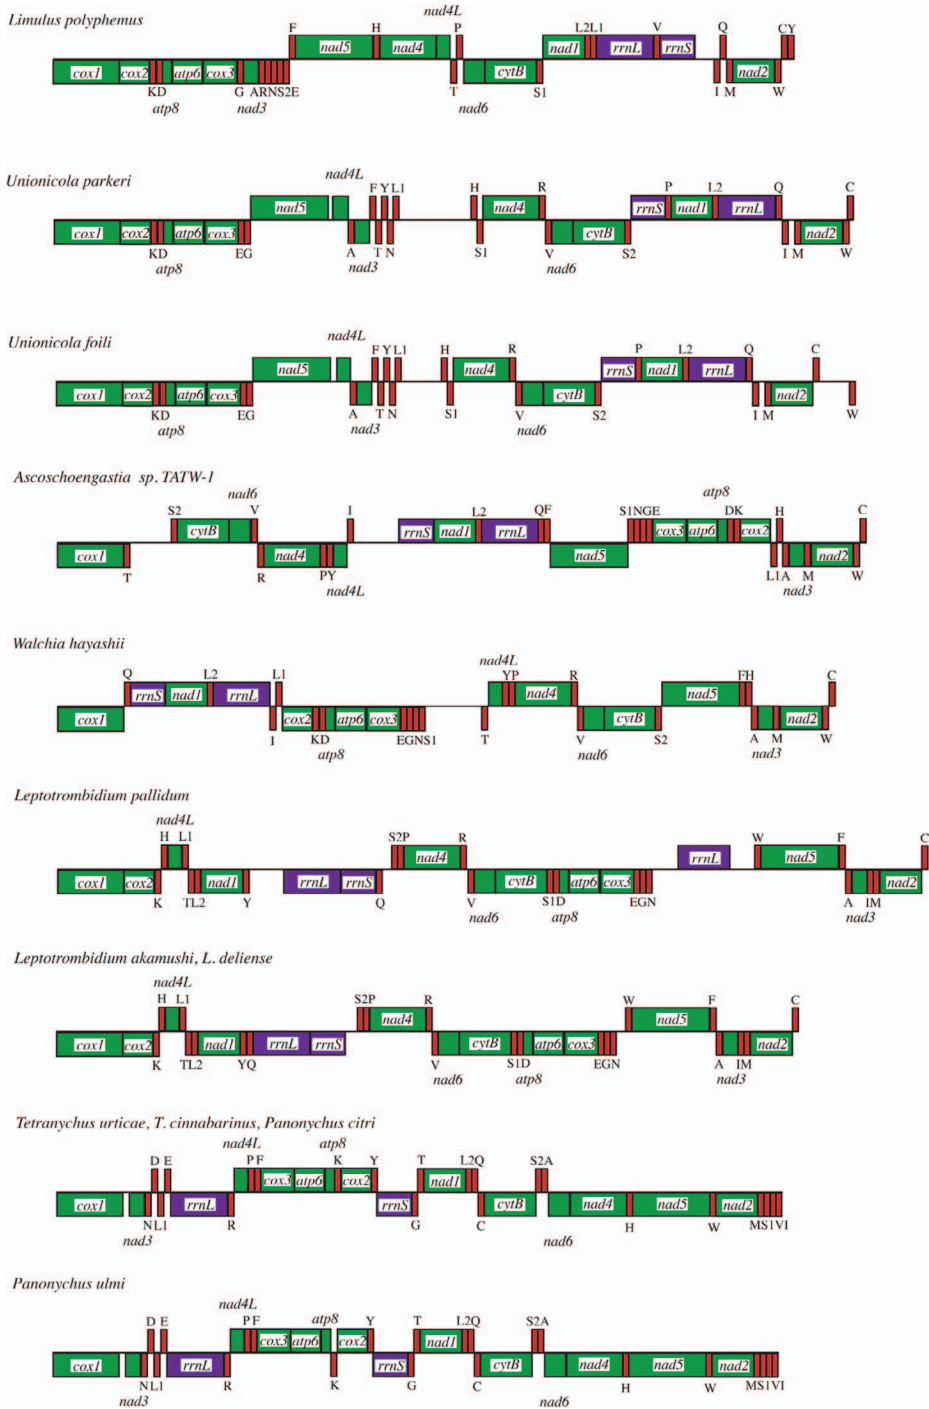 Limulus polyphemus
nad4L
F H P L2L1 V Q CY
nad5 nad4 nad1 rrnL rrnS
cox1 cox2 atp6 cox3 cytB nad2
KD G ARNS2E T S1 I M W
atp8 nad3 nad6
Unionicola parkeri
nad4L
F Y L1 H R P L2 Q C
nad5 nad4 rrnS nad1 rrnL
cox1 cox2 atp6 cox3 cytB nad2
KD EG A T N S1 V S2 I M W
atp8 nad3 nad6
Unionicola foili
nad4L
F Y L1 H R P L2 Q C
nad5 nad4 rrnS nad1 rrnL
cox1 cox2 atp6 cox3 cytB nad2
KD EG A T N S1 V S2 I M W
atp8 nad3 nad6
Ascoschoengastia sp. TATW-1
nad6 atp8
S2 V I L2 QF S1NGE DK H C
cytB rrnS nad1 rrnL cox3 atp6 cox2
cox1 nad4 nad5 nad2
T R PY L1A M W
nad4L nad3
Walchia hayashii
nad4L
Q L2 L1 YP R FH C
rrnS nad1 rrnL nad4 nad5
cox1 cox2 atp6 cox3 cytB nad2
I KD EGNS1 T V S2 A M W
atp8 nad6 nad3
Leptotrombidium pallidum
nad4L
H L1 S2P R W F C
nad4 rrnL nad5
cox1 cox2 nad1 rrnL rrnS cytB atp6 cox3 nad2
K TL2 Y Q V S1D EGN A IM
nad6 atp8 nad3
Leptotrombidium akamushi, L. deliense
nad4L
H L1 S2P R W F C
nad4 nad5
cox1 cox2 nad1 rrnL rrnS cytB atp6 cox3 nad2
K TL2 YQ V S1D EGN A IM
nad6 atp8 nad3
Tetranychus urticae, T. cinnabarinus, Panonychus citri
nad4L atp8
D E PF K Y T L2Q S2A
cox3 atp6 cox2 nad1
cox1 rrnL rrnS cytB nad4 nad5 nad2
N L1 R G C H W MS1VI
nad3 nad6
Panonychus ulmi
nad4L
atp8
D E PF Y T L2Q S2A
cox3 atp6 cox2 nad1
cox1 rrnL rrnS cytB nad4 nad5 nad2
NL1 R K G C H W MS1VI
nad3 nad6